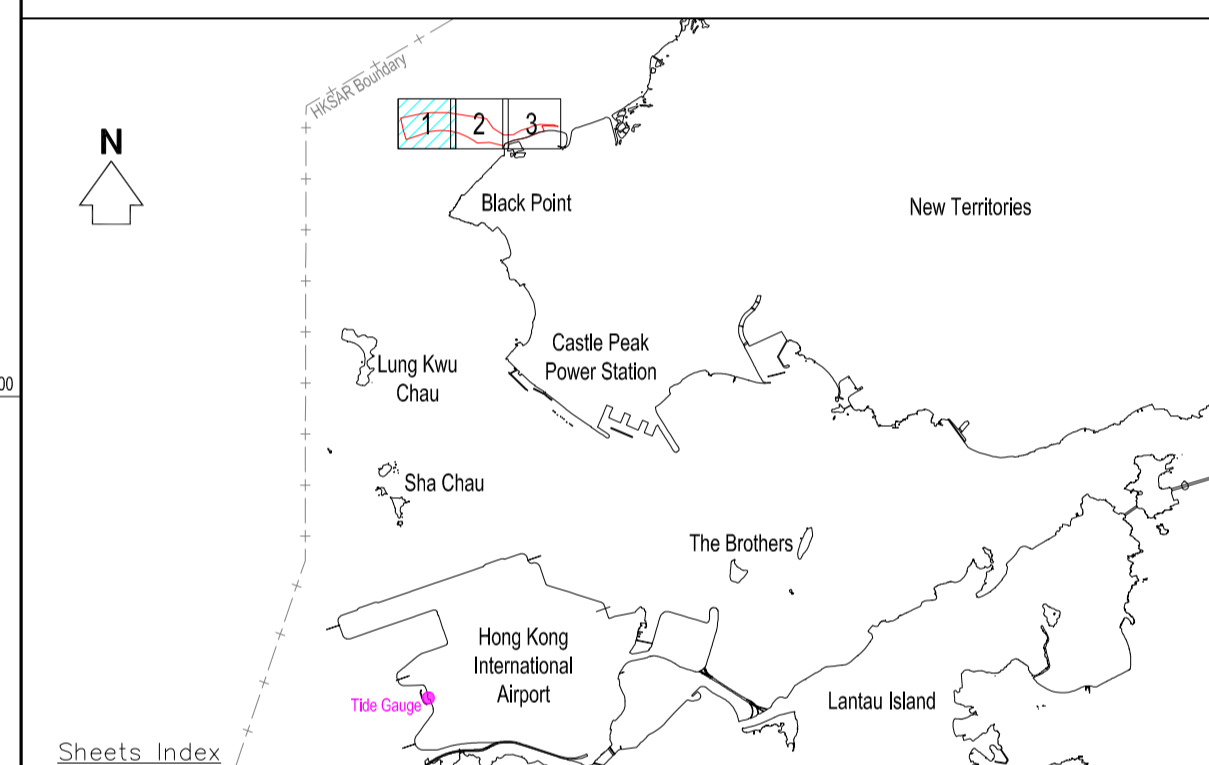 HKSAR Boundary
1 2 3
N
Black Point
New Territories
Castle Peak
Power Station
Lung Kwu
Chau
00
Sha Chau
The Brothers
Hong Kong
International
Airport
Tide Gauge
Lantau Island
Sheets Index